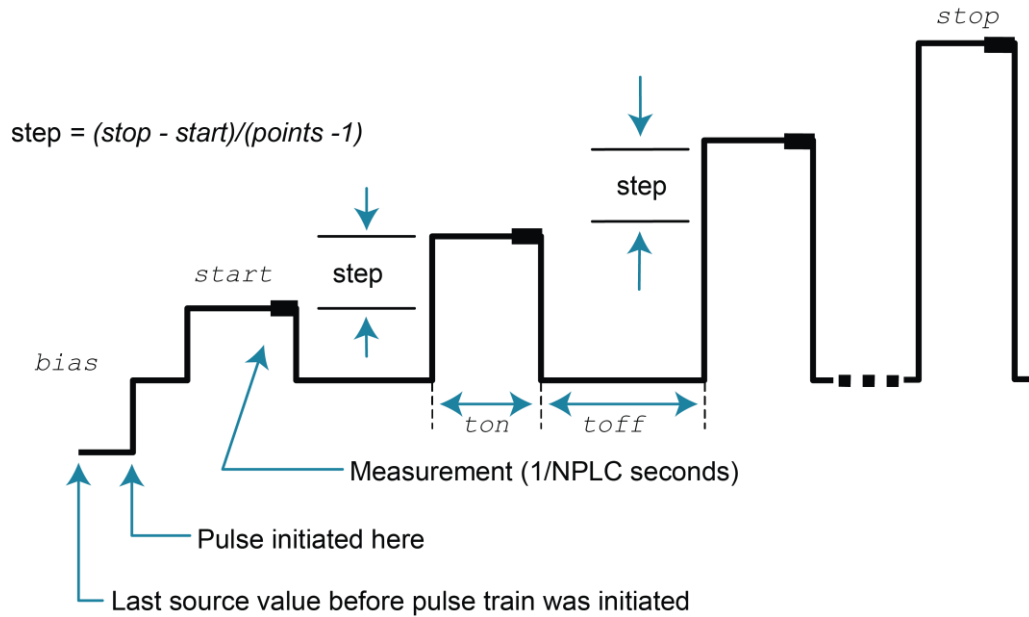 stop
step = (stop - start)/(points -1)
step
start
step
bias
ton
toff
Measurement (1/NPLC seconds)
Pulse initiated here
Last source value before pulse train was initiated